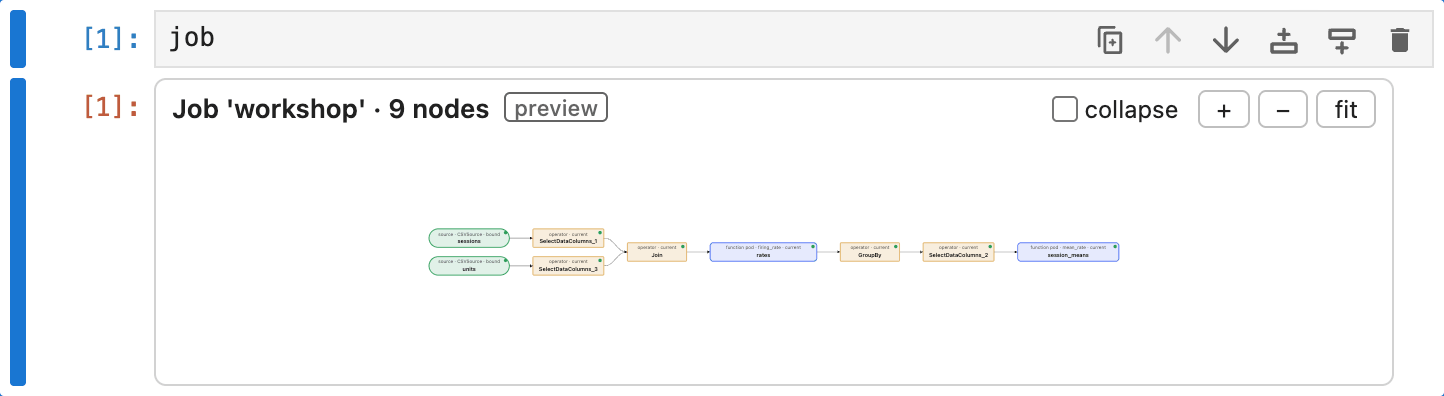 [1]: job
[1]: Job 'workshop' · 9 nodes preview collapse + − fit
source · CSVSource · bound
sessions
operator · current
SelectDataColumns_1
source · CSVSource · bound
units
operator · current
SelectDataColumns_3
operator · current
Join
function pod · firing_rate · current
rates
operator · current
GroupBy
operator · current
SelectDataColumns_2
function pod · mean_rate · current
session_means